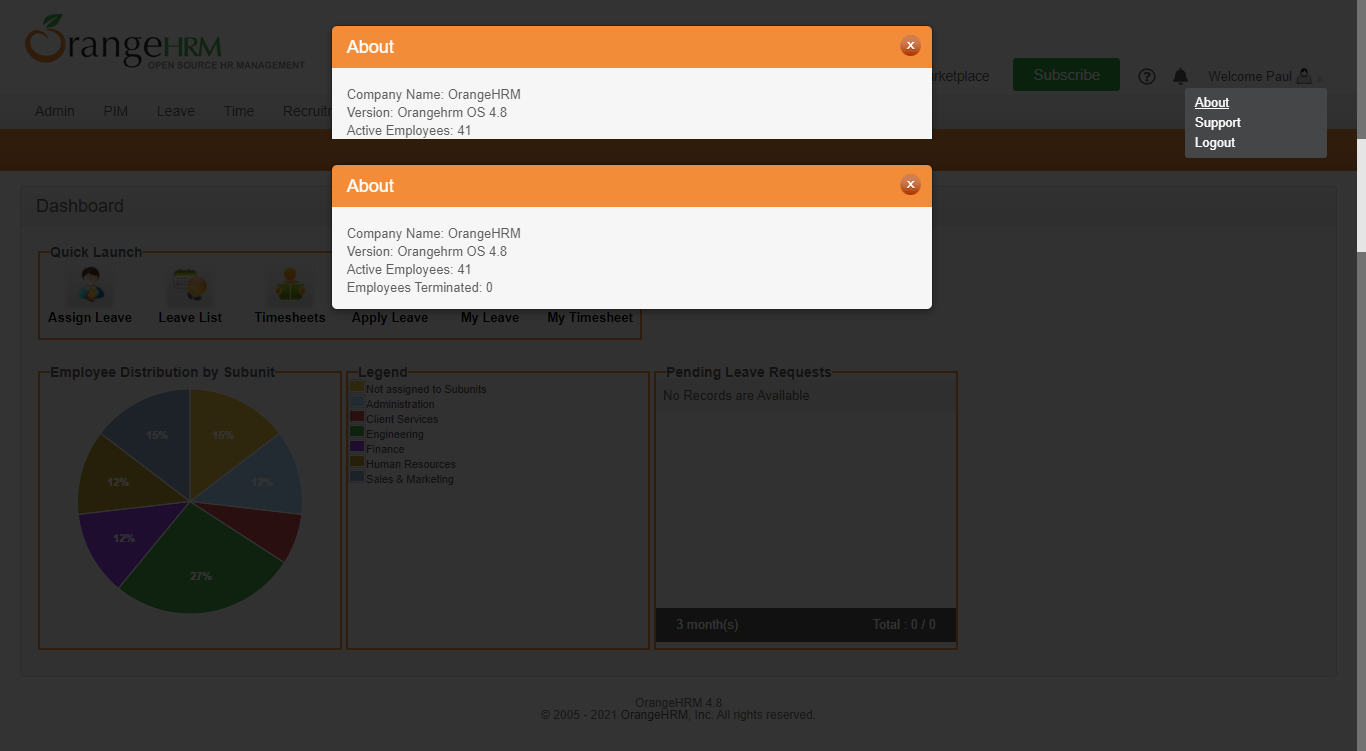 OrangeHRM
OPEN SOURCE HR MANAGEMENT
About
x
Company Name: OrangeHRM
Version: Orangehrm OS 4.8
Active Employees: 41
Subscribe
?
Welcome Paul
Admin
PIM
Leave
Time
About
Support
Logout
About
x
Company Name: OrangeHRM
Version: Orangehrm OS 4.8
Active Employees: 41
Employees Terminated: 0
Dashboard
Quick Launch
Assign Leave
Leave List
Timesheets
Apply Leave
My Leave
My Timesheet
Employee Distribution by Subunit
15%
15%
12%
12%
12%
27%
Legend
Not assigned to Subunits
Administration
Client Services
Engineering
Finance
Human Resources
Sales & Marketing
Pending Leave Requests
No Records are Available
3 month(s)
Total : 0 / 0
OrangeHRM 4.8
© 2005 - 2021 OrangeHRM, Inc. All rights reserved.